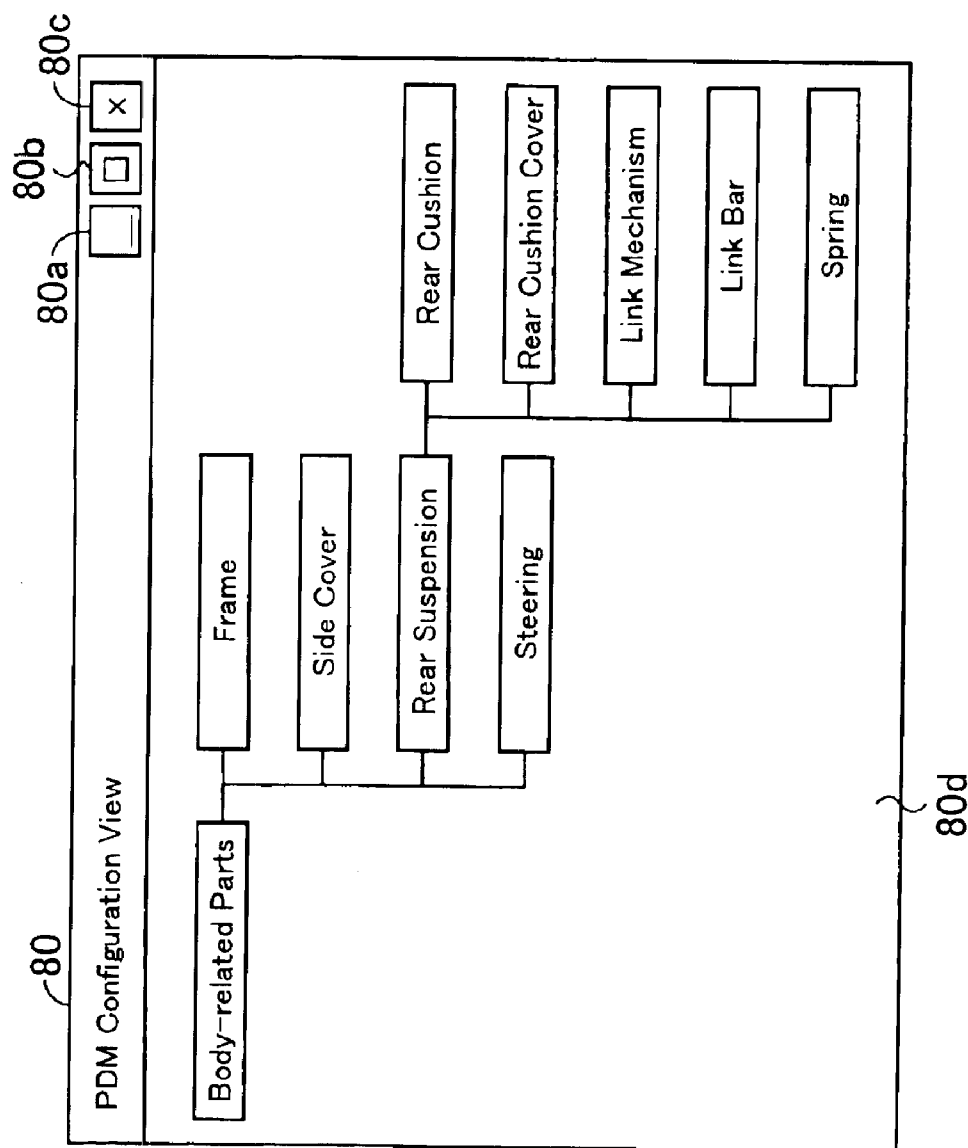 80
80a
80b
80c
PDM Configuration View
x
Body-related Parts
Frame
Side Cover
Rear Suspension
Steering
Rear Cushion
Rear Cushion Cover
Link Mechanism
Link Bar
Spring
80d